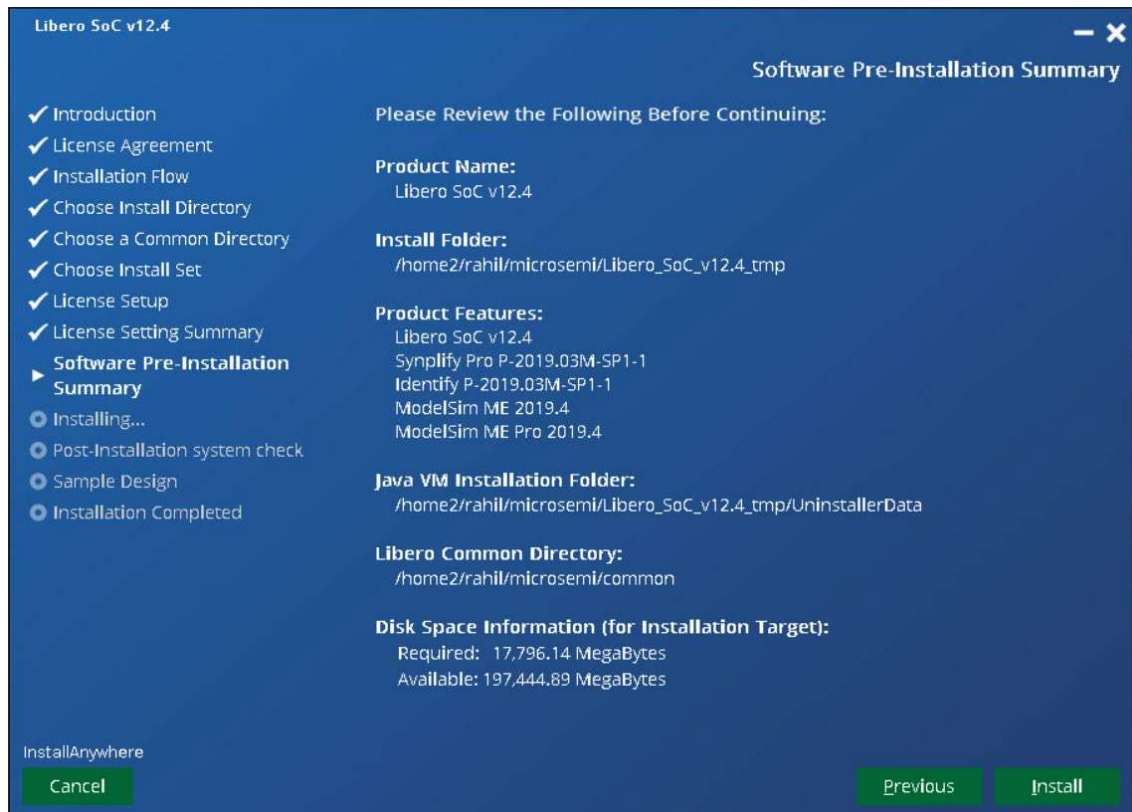 Libero SoC v12.4
Software Pre-Installation Summary
Introduction
License Agreement
Installation Flow
Choose Install Directory
Choose a Common Directory
Choose Install Set
License Setup
License Setting Summary
Software Pre-Installation
Summary
Installing...
Post-Installation system check
Sample Design
Installation Completed
Please Review the Following Before Continuing:
Product Name:
Libero SoC v12.4
Install Folder:
/home2/rahil/microsemi/Libero_SoC_v12.4_tmp
Product Features:
Libero SoC v12.4
Synplify Pro P-2019.03M-SP1-1
Identify P-2019.03M-SP1-1
ModelSim ME 2019.4
ModelSim ME Pro 2019.4
Java VM Installation Folder:
/home2/rahil/microsemi/Libero_SoC_v12.4_tmp/UninstallerData
Libero Common Directory:
/home2/rahil/microsemi/common
Disk Space Information (for Installation Target):
Required: 17,796.14 MegaBytes
Available: 197,444.89 MegaBytes
InstallAnywhere
Cancel
Previous
Install